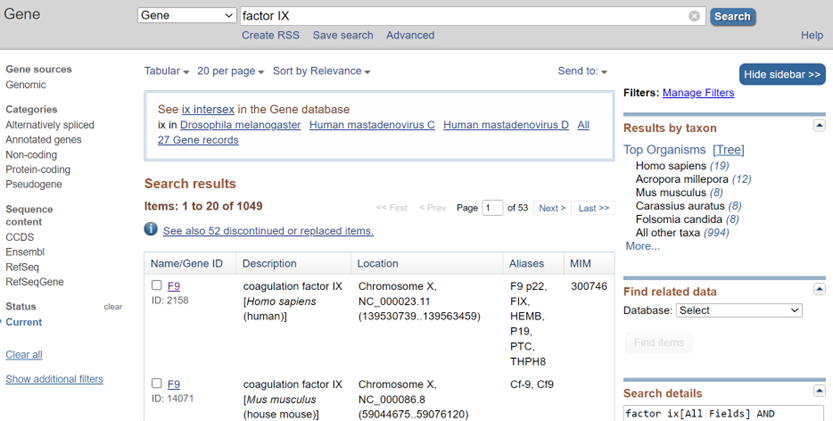 Gene
Gene
factor IX
Search
Create RSS Save search Advanced
Help
Gene sources
Genomic
Categories
Alternatively spliced
Annotated genes
Non-coding
Protein-coding
Pseudogene
Sequence
content
CCDS
Ensembl
RefSeq
RefSeqGene
Status clear
Current
Clear all
Show additional filters
Tabular 20 per page Sort by Relevance
Send to:
See ix intersex in the Gene database
ix in Drosophila melanogaster Human mastadenovirus C Human mastadenovirus D All
27 Gene records
Search results
Items: 1 to 20 of 1049
<< First < Prev Page 1 of 53 Next > Last >>
See also 52 discontinued or replaced items.
Name/Gene ID Description Location Aliases MIM
F9
ID: 2158
coagulation factor IX
[Homo sapiens
(human)]
Chromosome X,
NC_000023.11
(139530739..139563459)
F9 p22,
FIX,
HEMB,
P19,
PTC,
THPH8
300746
F9
ID: 14071
coagulation factor IX
[Mus musculus
(house mouse)]
Chromosome X,
NC_000086.8
(59044675..59076120)
Cf-9, Cf9
Hide sidebar >>
Filters: Manage Filters
Results by taxon
Top Organisms [Tree]
Homo sapiens (19)
Acropora millepora (12)
Mus musculus (8)
Carassius auratus (8)
Folsomia candida (8)
All other taxa (994)
More...
Find related data
Database: Select
Find items
Search details
factor ix[All Fields] AND